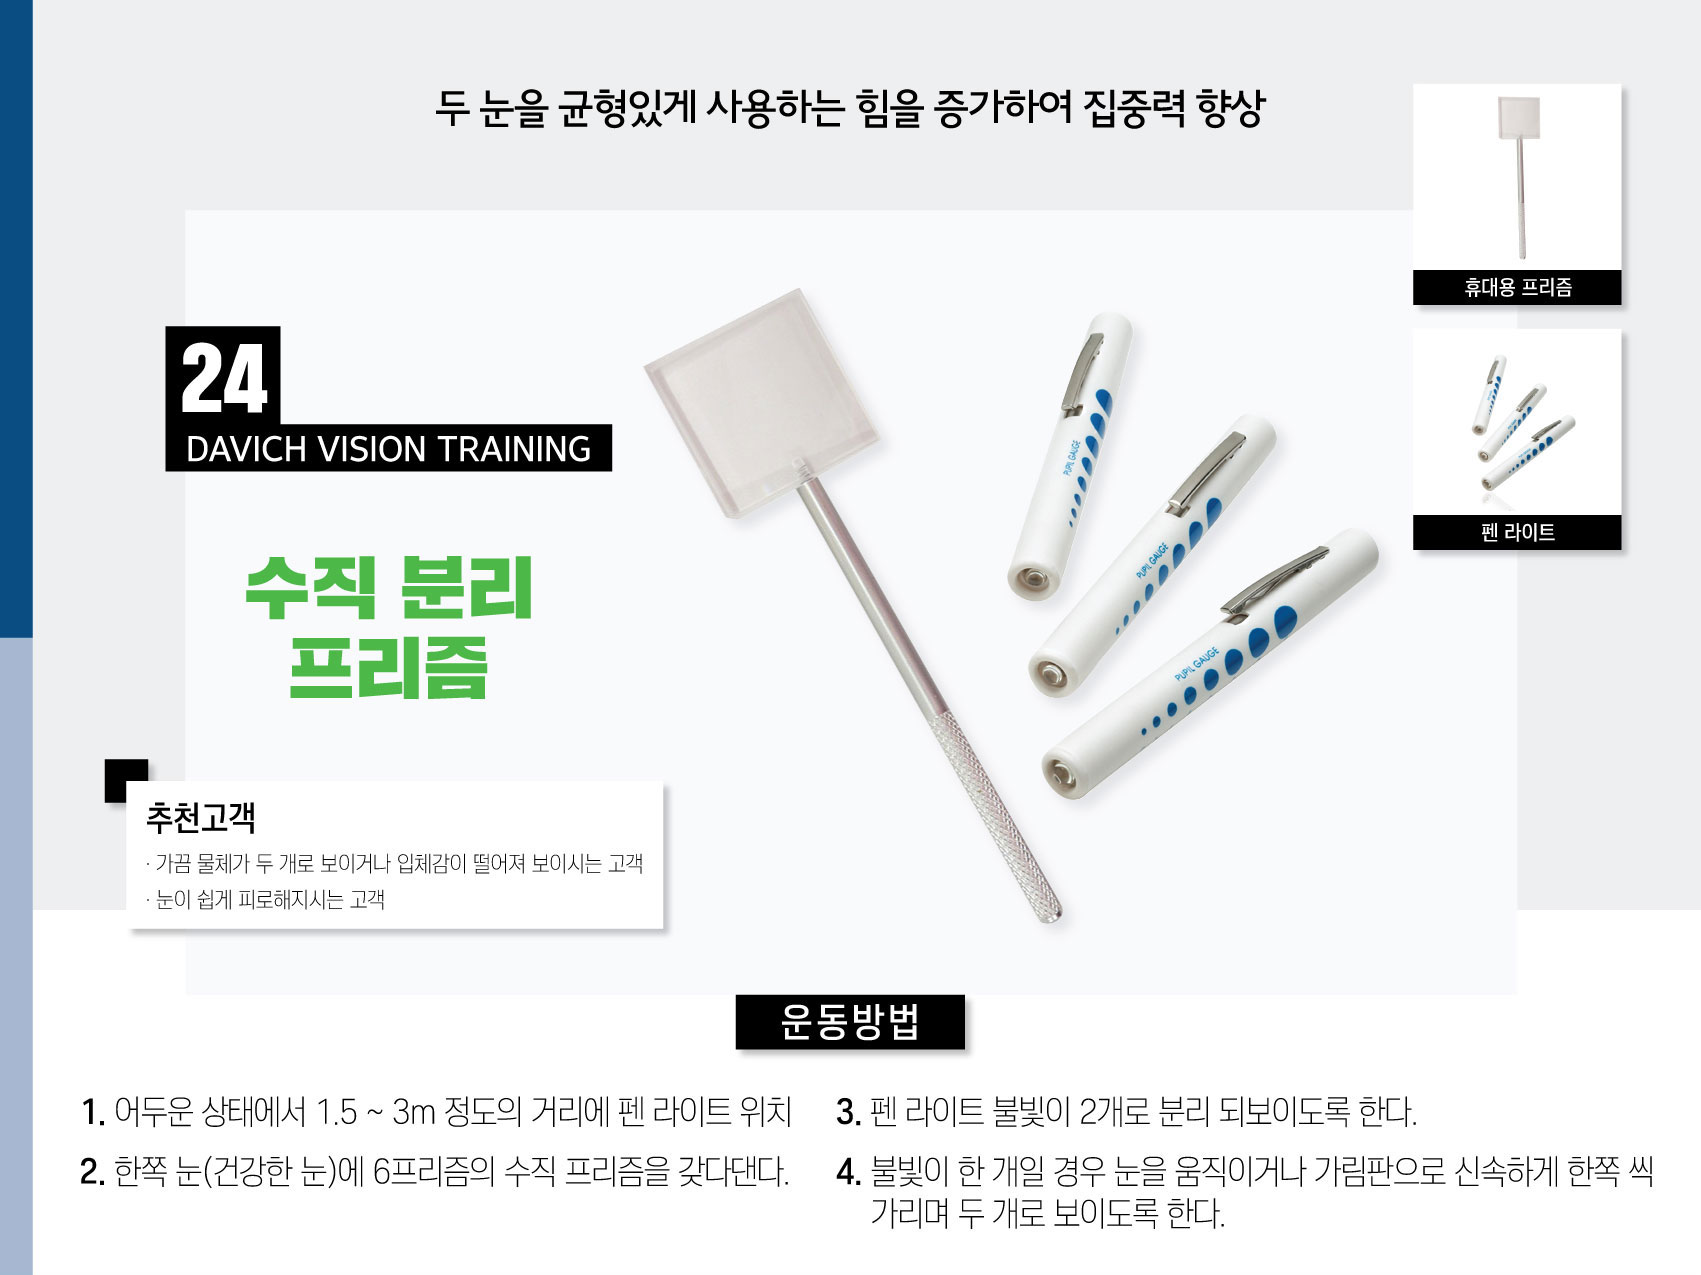 두 눈을 균형있게 사용하는 힘을 증가하여 집중력 향상
휴대용 프리즘
펜 라이트
24
DAVICH VISION TRAINING
수직 분리
프리즘
PUPIL GAUGE
PUPIL GAUGE
PUPIL GAUGE
추천고객
· 가끔 물체가 두 개로 보이거나 입체감이 떨어져 보이시는 고객
· 눈이 쉽게 피로해지시는 고객
운동방법
1. 어두운 상태에서 1.5 ~ 3m 정도의 거리에 펜 라이트 위치
2. 한쪽 눈(건강한 눈)에 6프리즘의 수직 프리즘을 갖다댄다.
3. 펜 라이트 불빛이 2개로 분리 되보이도록 한다.
4. 불빛이 한 개일 경우 눈을 움직이거나 가림판으로 신속하게 한쪽 씩
가리며 두 개로 보이도록 한다.